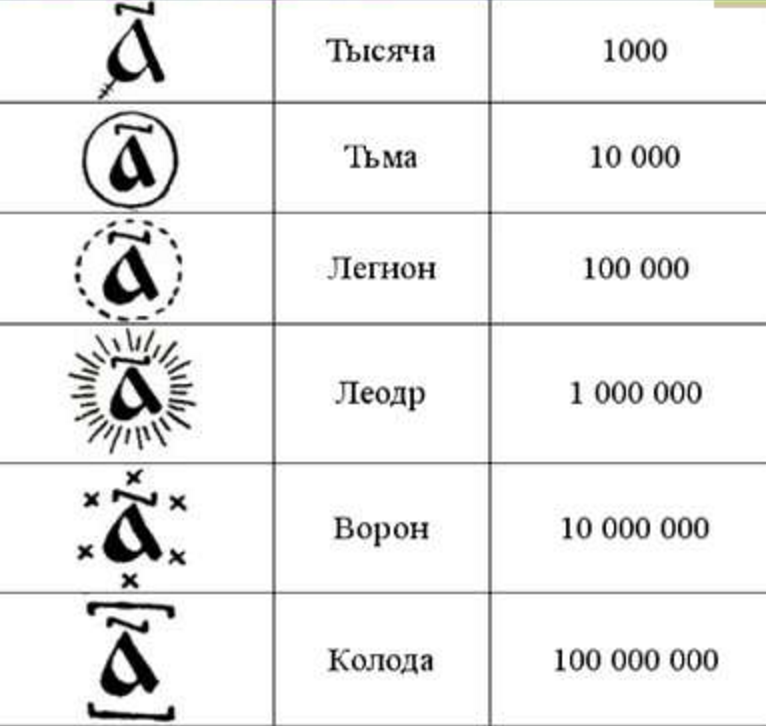 а҃ Тысяча 1000
а҃ Тьма 10 000
а҃ Легион 100 000
а҃ Леодр 1 000 000
а҃ Ворон 10 000 000
а҃ Колода 100 000 000